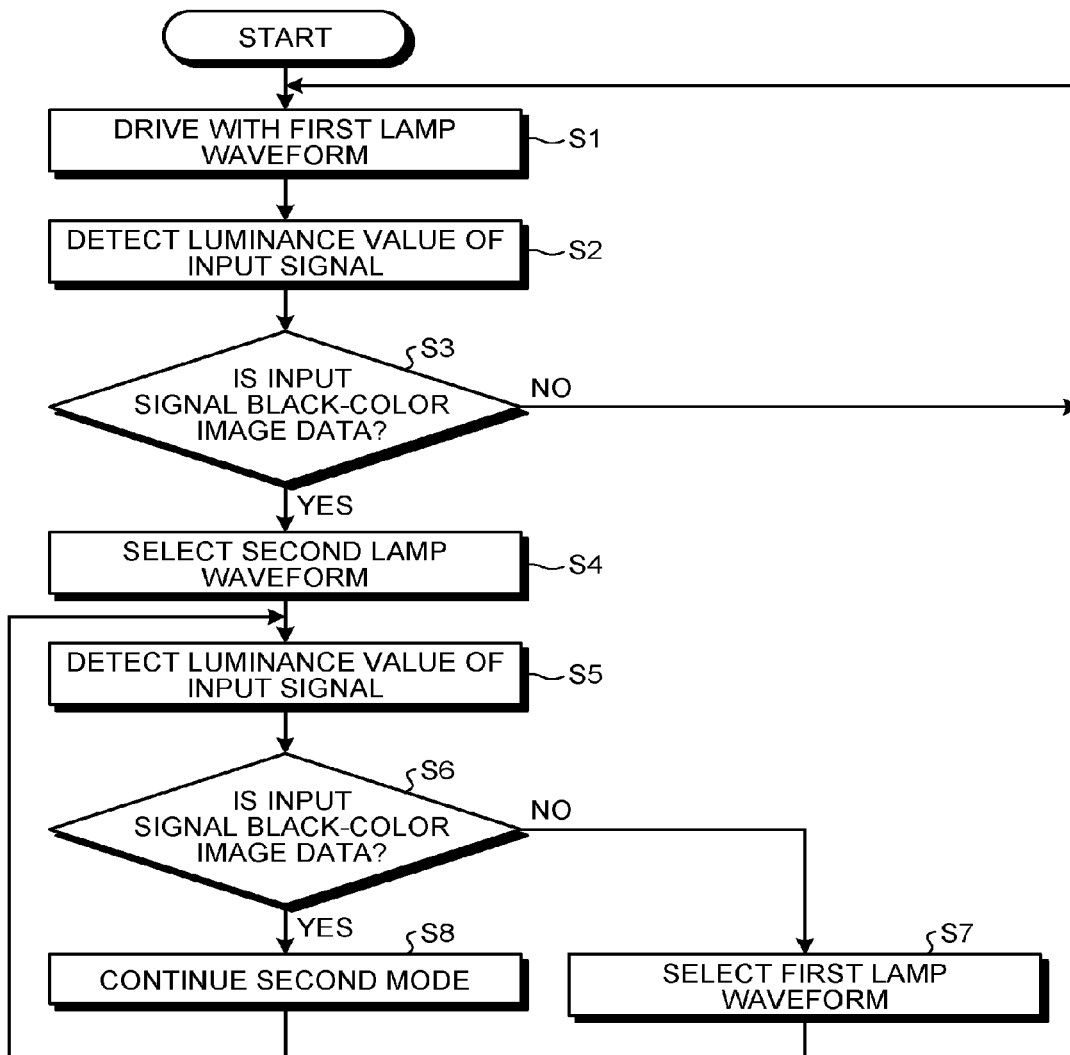 START
DRIVE WITH FIRST LAMP
WAVEFORM
S1
DETECT LUMINANCE VALUE OF
INPUT SIGNAL
S2
S3
IS INPUT
SIGNAL BLACK-COLOR
IMAGE DATA?
NO
YES
SELECT SECOND LAMP
WAVEFORM
S4
DETECT LUMINANCE VALUE OF
INPUT SIGNAL
S5
S6
IS INPUT
SIGNAL BLACK-COLOR
IMAGE DATA?
NO
YES
S8
CONTINUE SECOND MODE
S7
SELECT FIRST LAMP
WAVEFORM